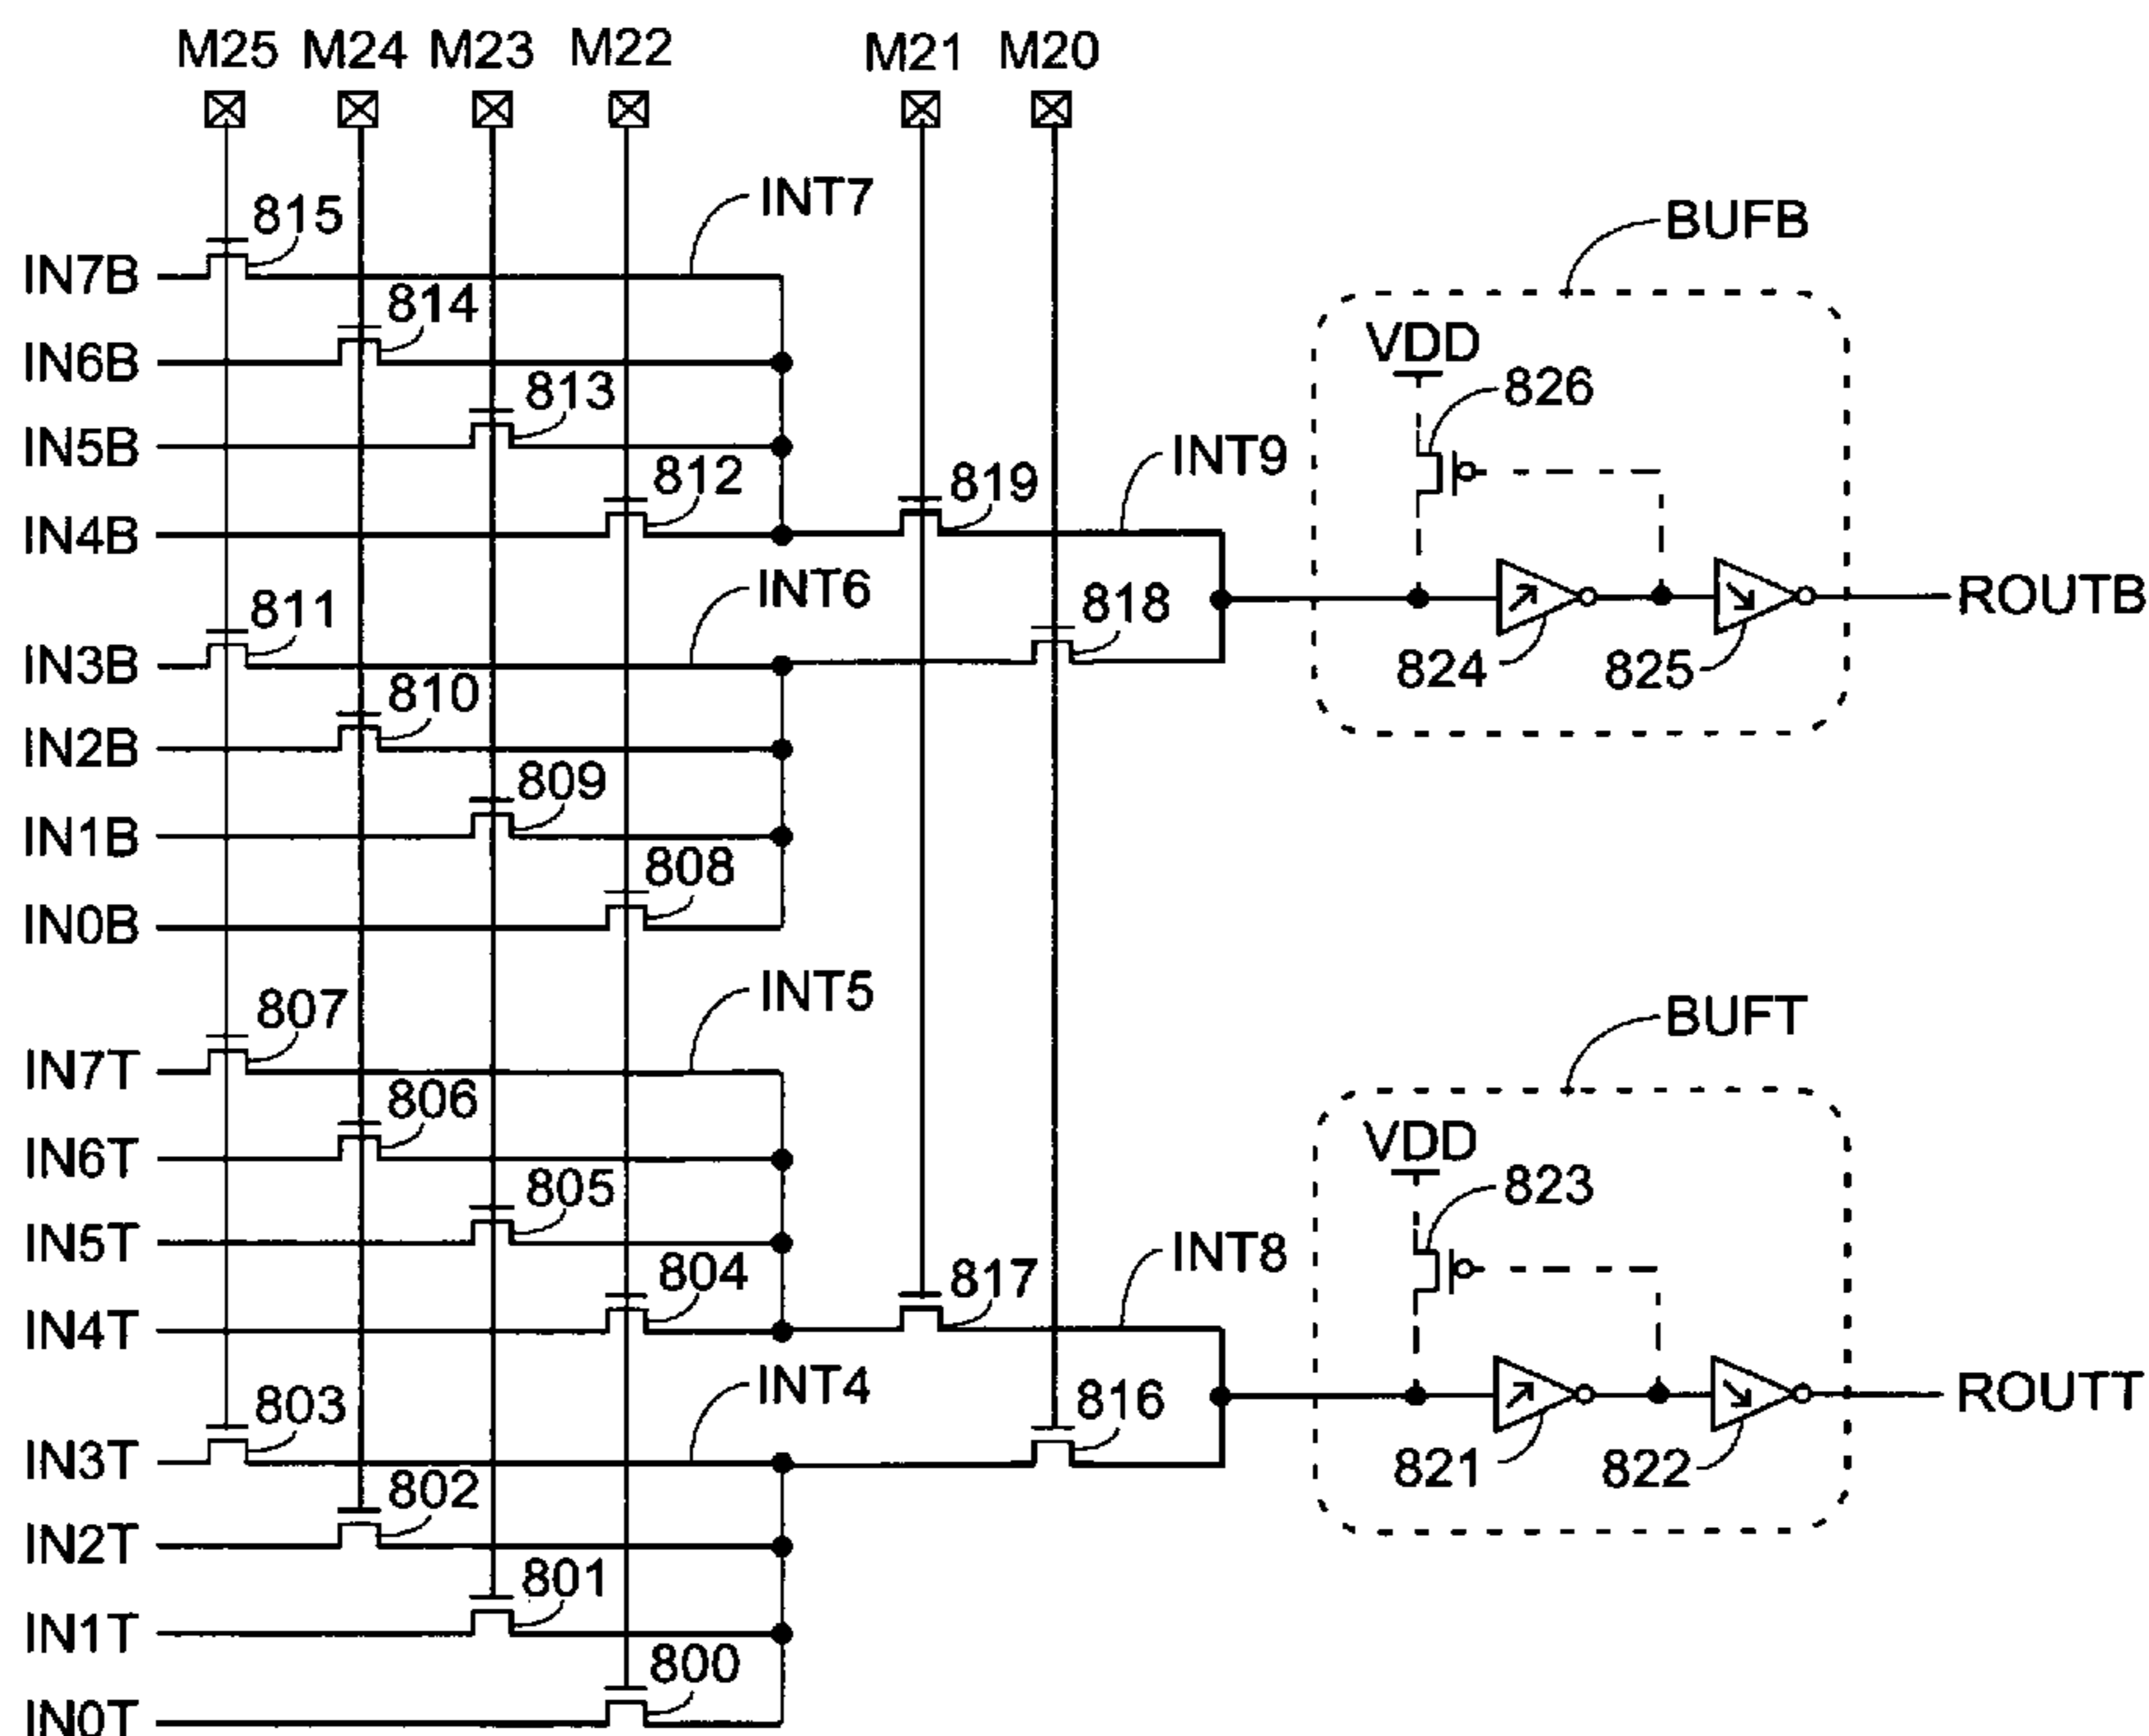 M25 M24 M23 M22 M21 M20
815
INT7
BUFB
IN7B
814
VDD
IN6B
813
826
IN5B
812
819
INT9
IN4B
811
INT6
818
ROUTB
IN3B
810
824
825
IN2B
809
IN1B
808
IN0B
807
INT5
BUFT
IN7T
806
VDD
IN6T
805
823
IN5T
804
817
INT8
IN4T
803
INT4
816
ROUTT
IN3T
802
821
822
IN2T
801
IN1T
800
IN0T